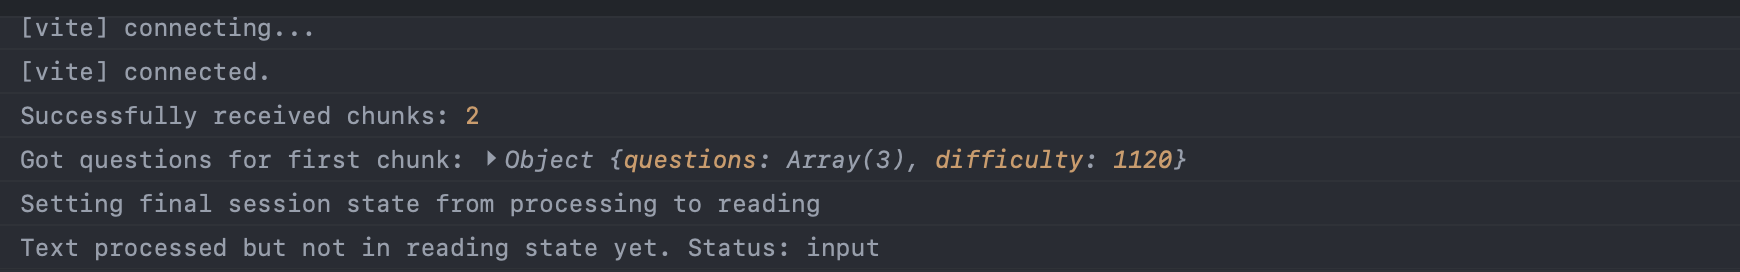 [vite] connecting...
[vite] connected.
Successfully received chunks: 2
Got questions for first chunk: ▶Object {questions: Array(3), difficulty: 1120}
Setting final session state from processing to reading
Text processed but not in reading state yet. Status: input